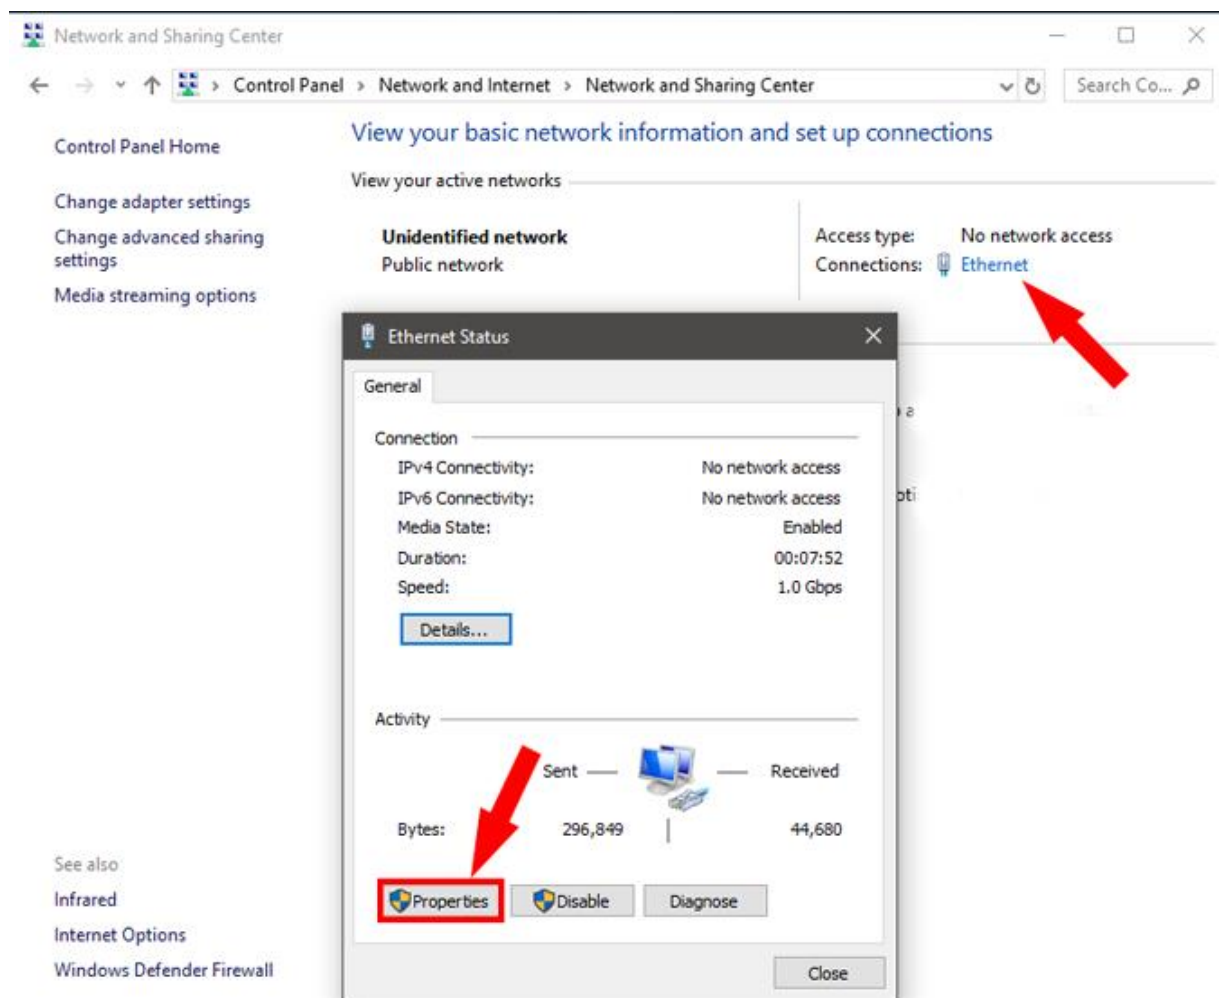 Network and Sharing Center
Control Panel > Network and Internet > Network and Sharing Center
Search Co...
Control Panel Home
Change adapter settings
Change advanced sharing
settings
Media streaming options
View your basic network information and set up connections
View your active networks
Unidentified network
Public network
Access type: No network access
Connections: Ethernet
Ethernet Status
General
Connection
IPv4 Connectivity: No network access
IPv6 Connectivity: No network access
Media State: Enabled
Duration: 00:07:52
Speed: 1.0 Gbps
Details...
Activity
Sent — Received
Bytes: 296,849 | 44,680
Properties Disable Diagnose
Close
See also
Infrared
Internet Options
Windows Defender Firewall